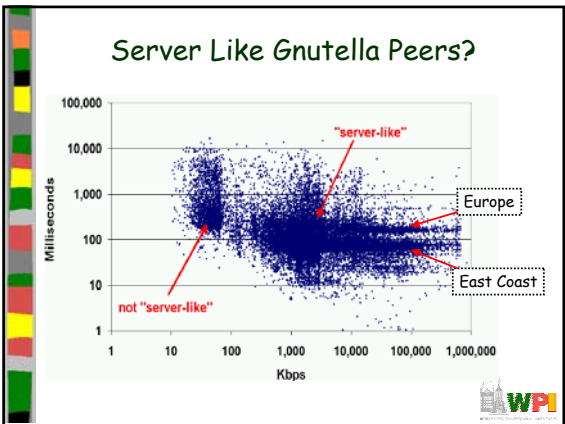 Server Like Gnutella Peers?
100,000
10,000
1,000
100
10
1
Milliseconds
"server-like"
Europe
East Coast
not "server-like"
1
10
100
1,000
10,000
100,000
1,000,000
Kbps
WPI